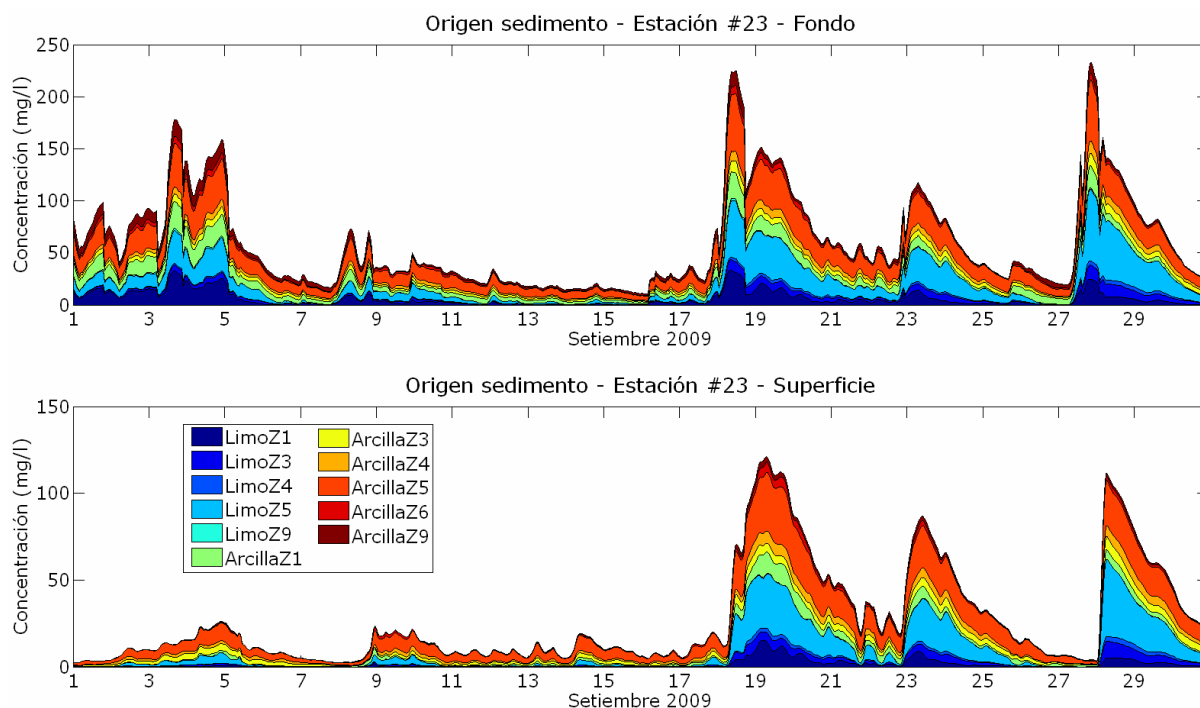 Origen sedimento - Estación #23 - Fondo
Concentración (mg/l)
250
200
150
100
50
0
1 3 5 7 9 11 13 15 17 19 21 23 25 27 29
Setiembre 2009
Origen sedimento - Estación #23 - Superficie
Concentración (mg/l)
150
100
50
0
LimoZ1 ArcillaZ3
LimoZ3 ArcillaZ4
LimoZ4 ArcillaZ5
LimoZ5 ArcillaZ6
LimoZ9 ArcillaZ9
ArcillaZ1
1 3 5 7 9 11 13 15 17 19 21 23 25 27 29
Setiembre 2009